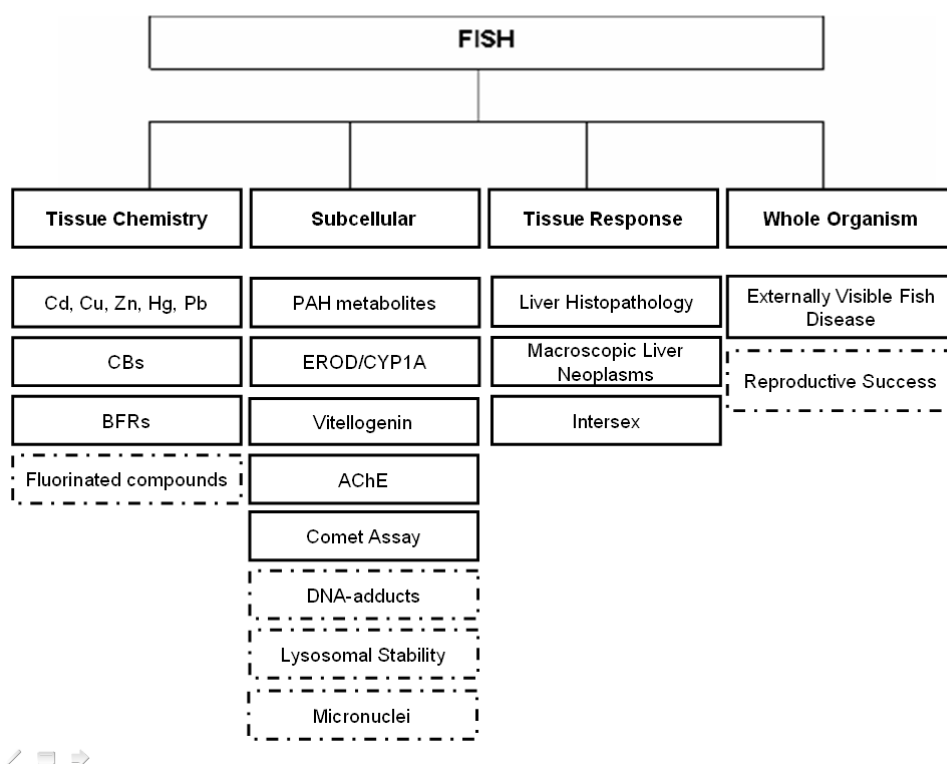 FISH
Tissue Chemistry
Subcellular
Tissue Response
Whole Organism
Cd, Cu, Zn, Hg, Pb
CBs
BFRs
Fluorinated compounds
PAH metabolites
EROD/CYP1A
Vitellogenin
AChE
Comet Assay
DNA-adducts
Lysosomal Stability
Micronuclei
Liver Histopathology
Macroscopic Liver
Neoplasms
Intersex
Externally Visible Fish
Disease
Reproductive Success